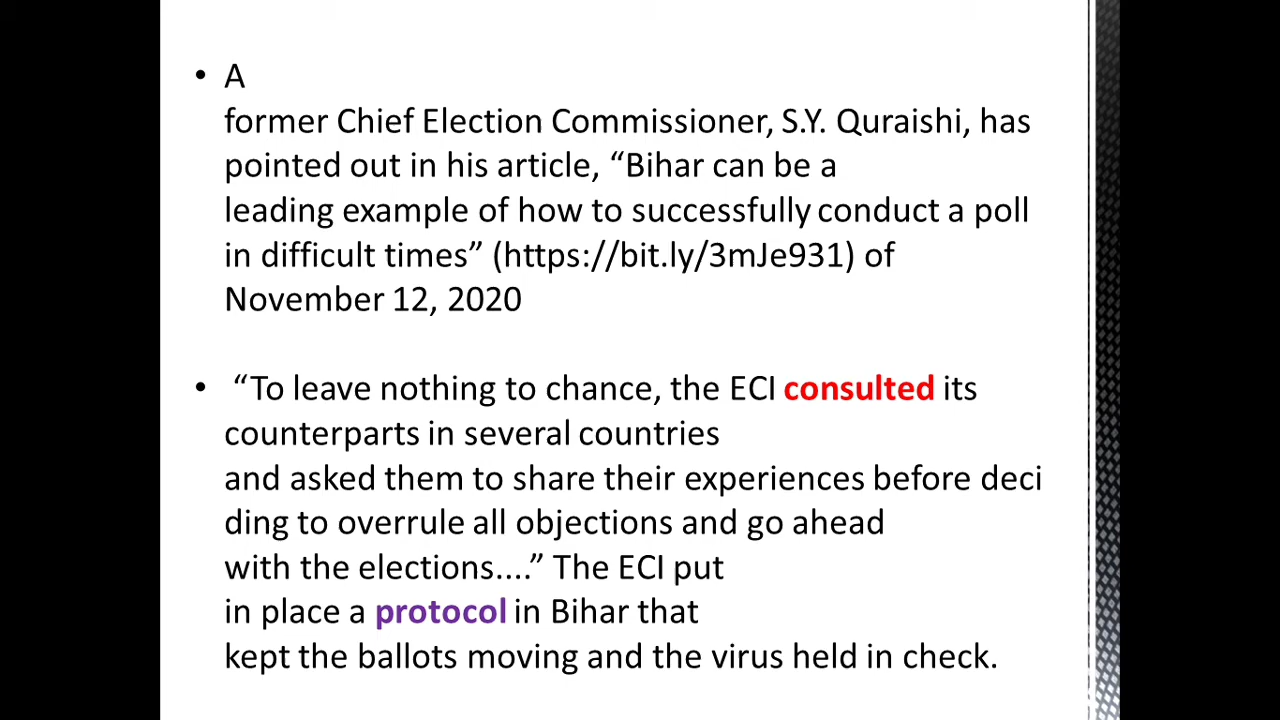 • A
former Chief Election Commissioner, S.Y. Quraishi, has
pointed out in his article, “Bihar can be a
leading example of how to successfully conduct a poll
in difficult times” (https://bit.ly/3mJe931) of
November 12, 2020
• “To leave nothing to chance, the ECI consulted its
counterparts in several countries
and asked them to share their experiences before deci
ding to overrule all objections and go ahead
with the elections....” The ECI put
in place a protocol in Bihar that
kept the ballots moving and the virus held in check.